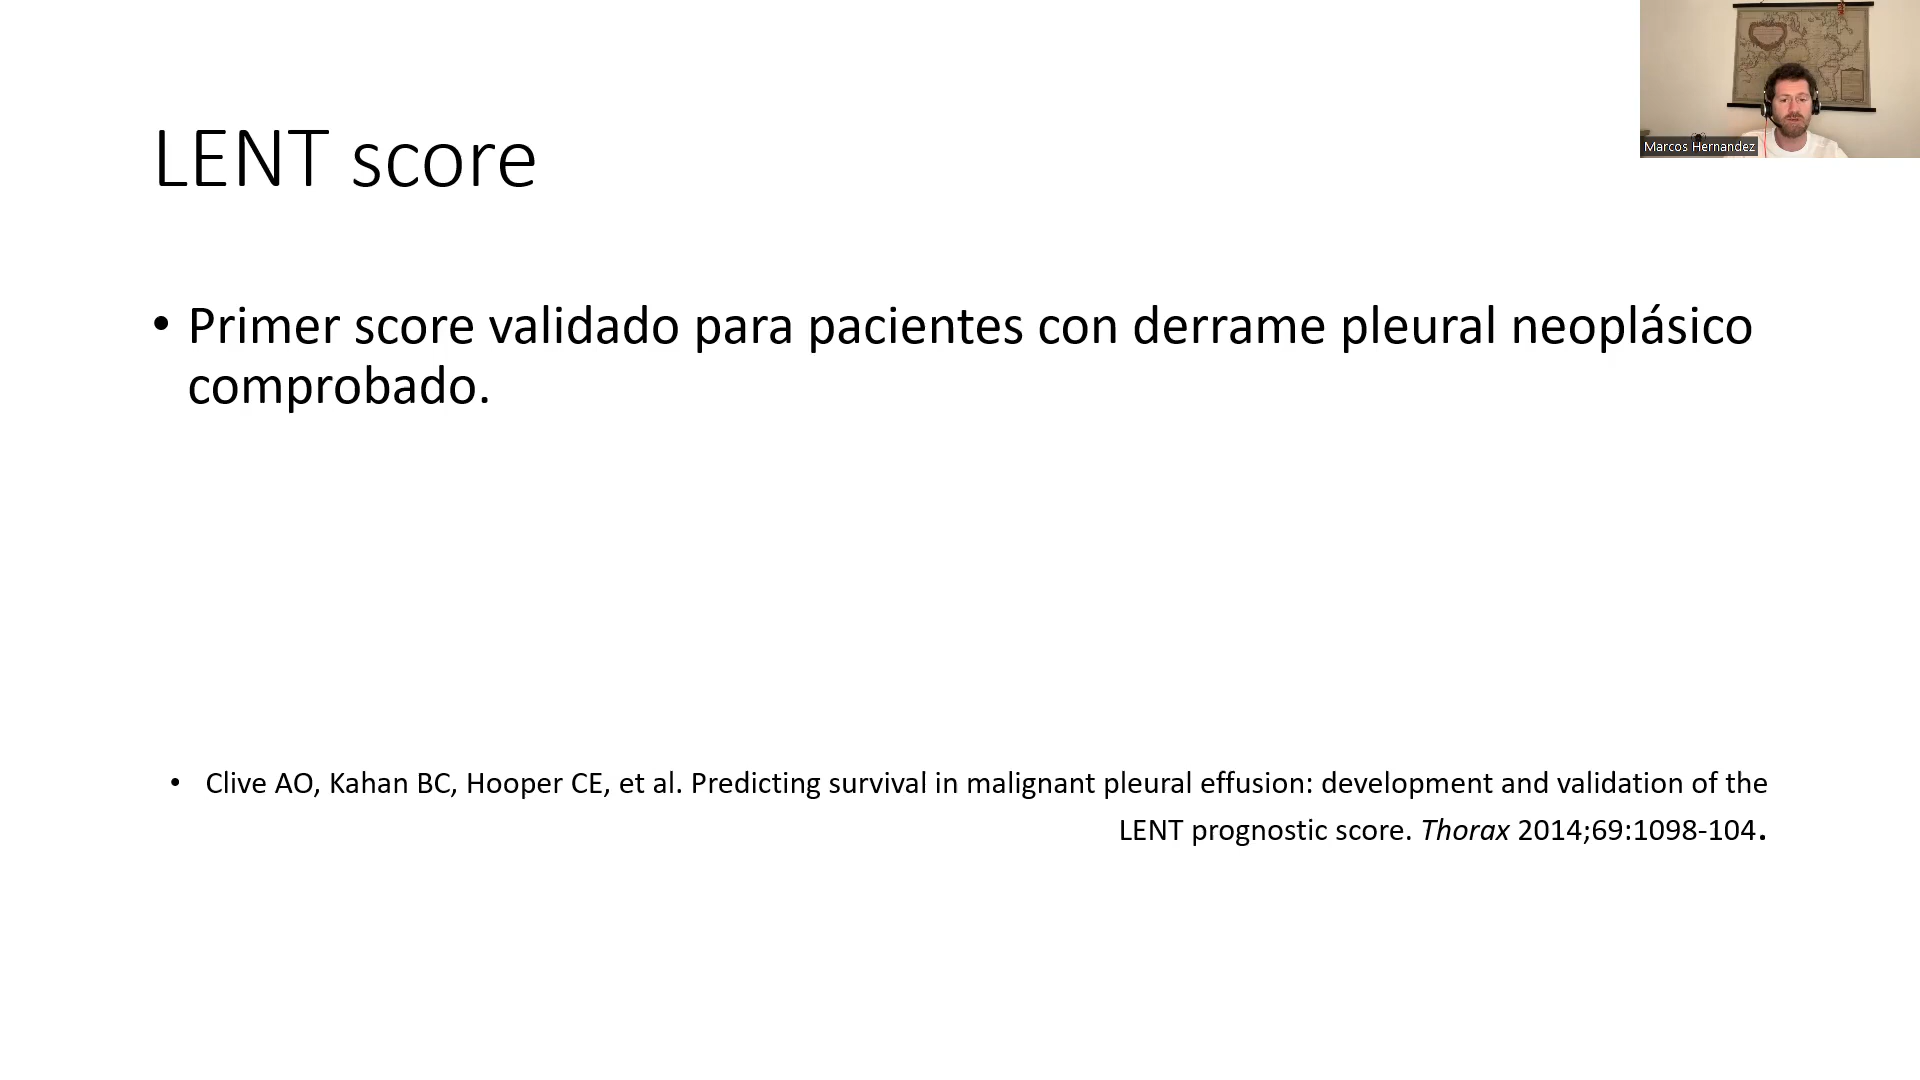 LENT score
Marcos Hernandez
• Primer score validado para pacientes con derrame pleural neoplásico
comprobado.
• Clive AO, Kahan BC, Hooper CE, et al. Predicting survival in malignant pleural effusion: development and validation of the
LENT prognostic score. Thorax 2014;69:1098-104.